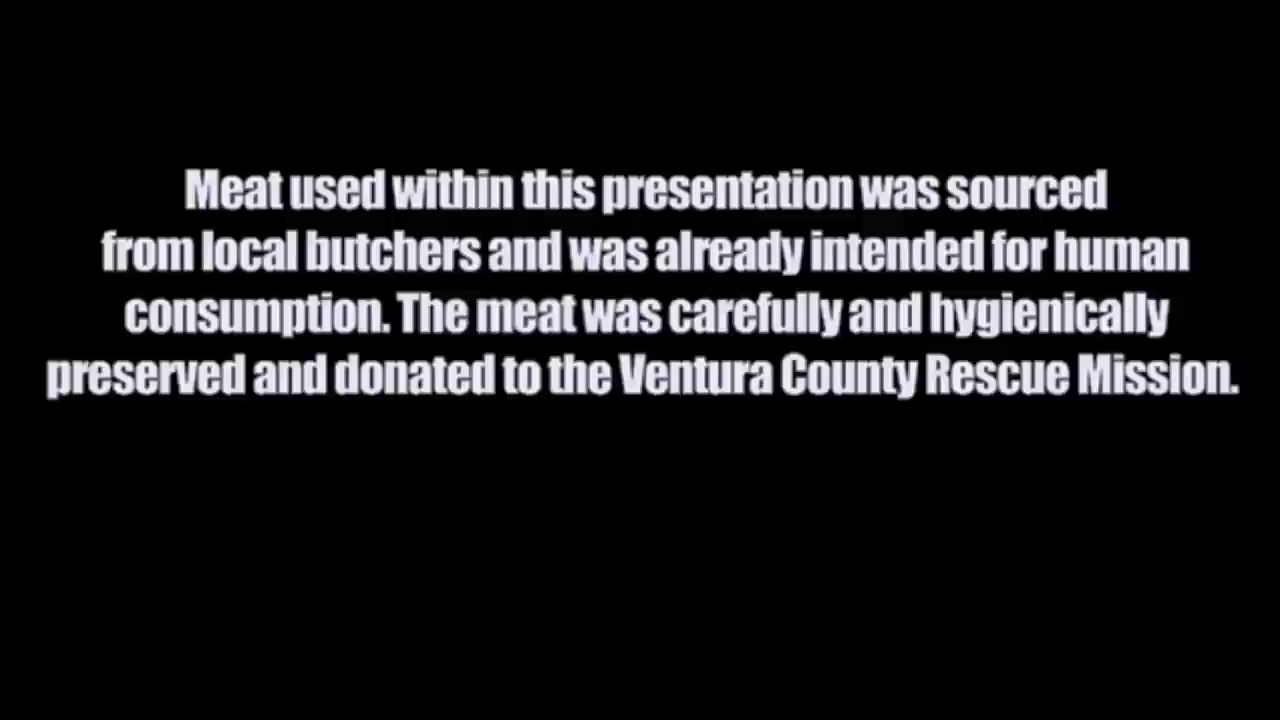 Meat used within this presentation was sourced
from local butchers and was already intended for human
consumption. The meat was carefully and hygienically
preserved and donated to the Ventura County Rescue Mission.